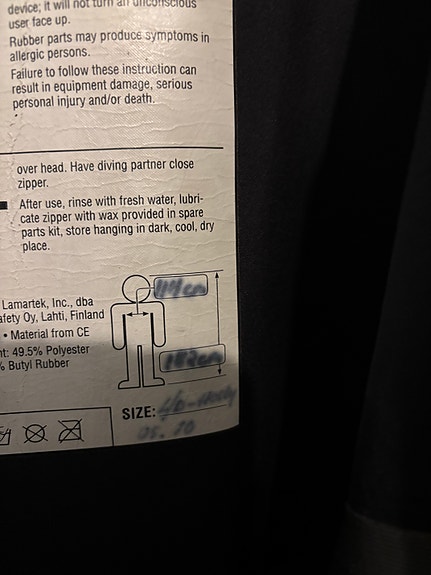 device; it will not turn an unconscious
user face up.
Rubber parts may produce symptoms in
allergic persons.
Failure to follow these instruction can
result in equipment damage, serious
personal injury and/or death.
over head. Have diving partner close
zipper.
After use, rinse with fresh water, lubri-
cate zipper with wax provided in spare
parts kit, store hanging in dark, cool, dry
place.
Lamartek, Inc., dba
afety Oy, Lahti, Finland
• Material from CE
nt: 49.5% Polyester
% Butyl Rubber
cm
182cm
SIZE: